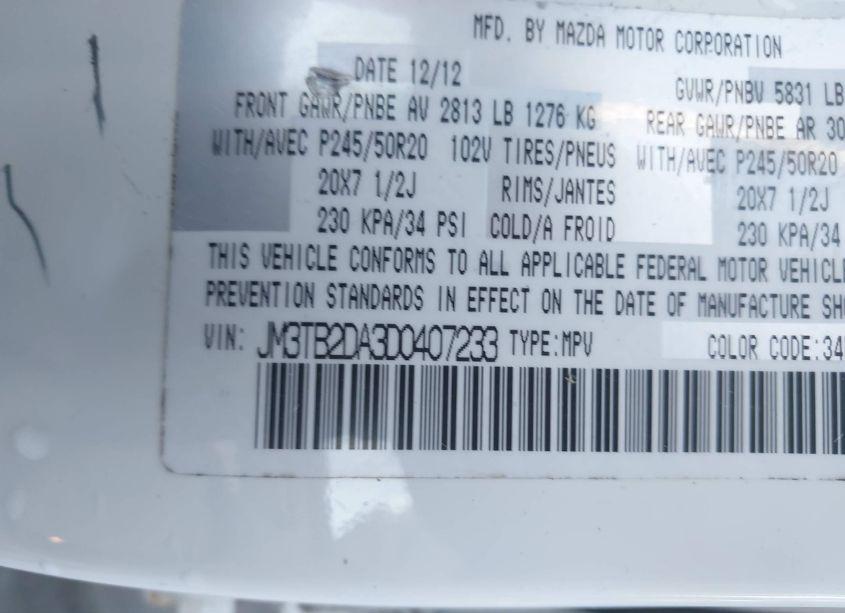 MFD. BY MAZDA MOTOR CORPORATION
DATE 12/12
GVWR/PNBV 5831 LB
FRONT GAWR/PNBE AV 2813 LB 1276 KG
REAR GAWR/PNBE AR 30
WITH/AVEC P245/50R20 102V TIRES/PNEUS WITH/AVEC P245/50R20
20X7 1/2J RIMS/JANTES 20X7 1/2J
230 KPA/34 PSI COLD/A FROID 230 KPA/34
THIS VEHICLE CONFORMS TO ALL APPLICABLE FEDERAL MOTOR VEHICLE
PREVENTION STANDARDS IN EFFECT ON THE DATE OF MANUFACTURE SHO
VIN: JM3TB2DA3D0407233 TYPE:MPV COLOR CODE:34